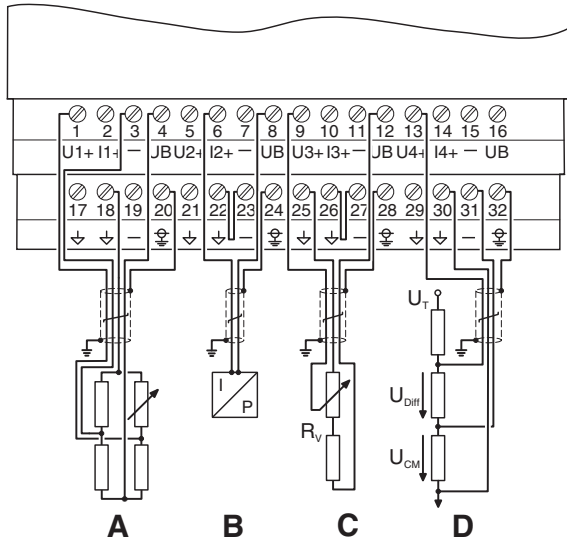 1 2 3 4 5 6 7 8 9 10 11 12 13 14 15 16
U1+ I1+ — UB U2+ I2+ — UB U3+ I3+ — UB U4+ I4+ — UB
17 18 19 20 21 22 23 24 25 26 27 28 29 30 31 32
— — — —
U_T
I
P
U_Diff
R_V
U_CM
A B C D